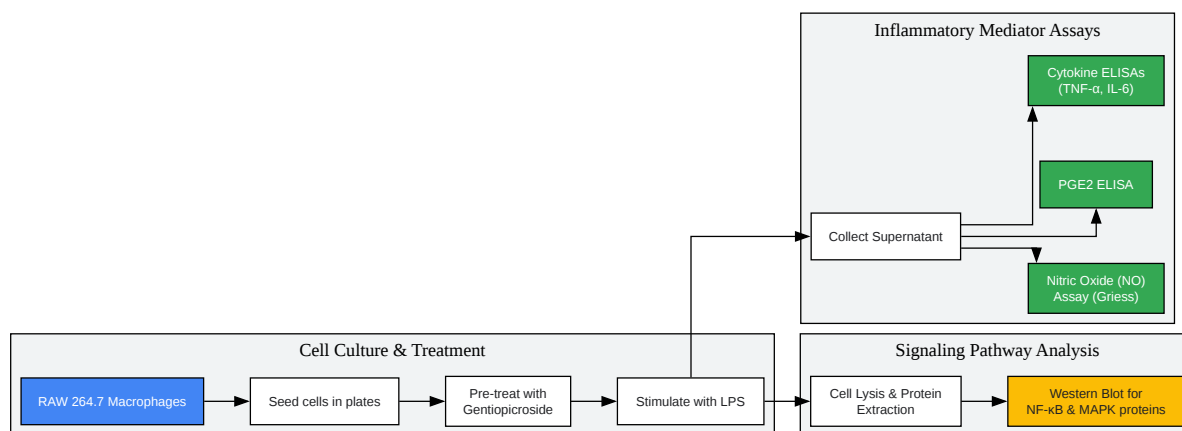 Inflammatory Mediator Assays
Cytokine ELISAs
(TNF-α, IL-6)
PGE2 ELISA
Collect Supernatant
Nitric Oxide (NO)
Assay (Griess)
Cell Culture & Treatment
RAW 264.7 Macrophages
Seed cells in plates
Pre-treat with
Gentiopicroside
Stimulate with LPS
Signaling Pathway Analysis
Cell Lysis & Protein
Extraction
Western Blot for
NF-κB & MAPK proteins